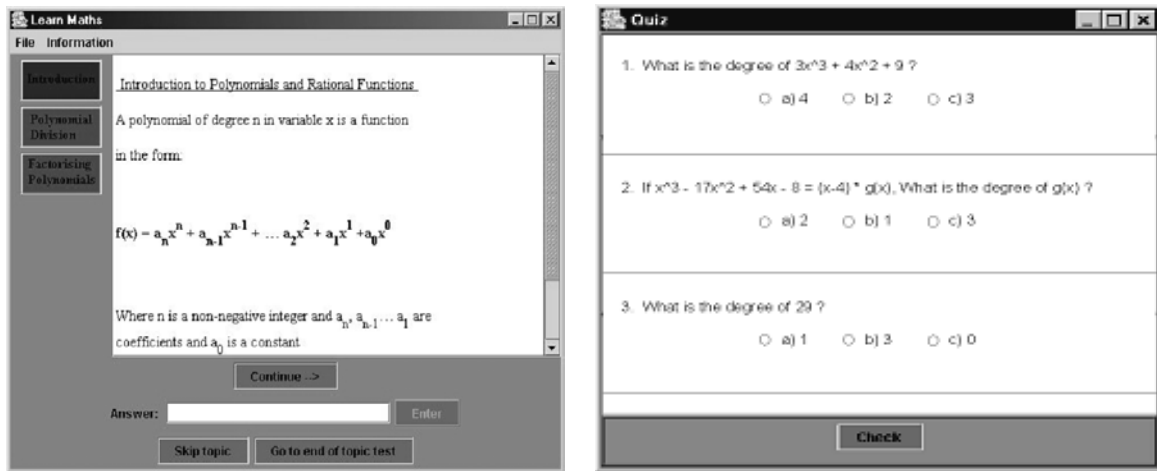 Learn Maths
File Information
Introduction
Polynomial
Division
Factorising
Polynomials
Introduction to Polynomials and Rational Functions
A polynomial of degree n in variable x is a function
in the form:
f(x) = aₙxⁿ + aₙ₋₁xⁿ⁻¹ + … a₂x² + a₁x¹ +a₀x⁰
Where n is a non-negative integer and aₙ, aₙ₋₁… a₁ are
coefficients and a₀ is a constant
Continue -->
Answer:
Enter
Skip topic
Go to end of topic test
Quiz
1. What is the degree of 3x^3 + 4x^2 + 9 ?
a) 4 b) 2 c) 3
2. If x^3 - 17x^2 + 54x - 8 = (x-4) * g(x), What is the degree of g(x) ?
a) 2 b) 1 c) 3
3. What is the degree of 29 ?
a) 1 b) 3 c) 0
Check